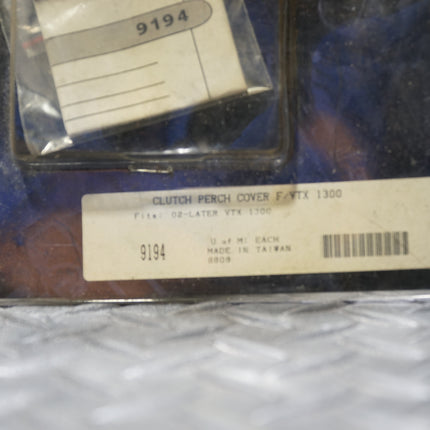 9194
CLUTCH PERCH COVER F/VTX 1300
Fits: 02-LATER VTX 1300
9194
U of M: EACH
MADE IN TAIWAN
0808